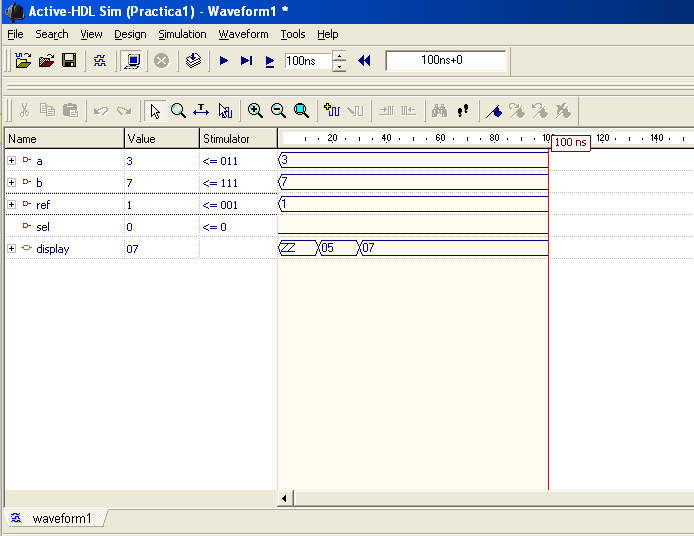 Active-HDL Sim (Practica1) - Waveform1 *
File Search View Design Simulation Waveform Tools Help
100ns 100ns+0
Name Value Stimulator 20 40 60 80 100 120 140
100 ns
a 3 <= 011 3
b 7 <= 111 7
ref 1 <= 001 1
sel 0 <= 0
display 07 ZZ 05 07
waveform1